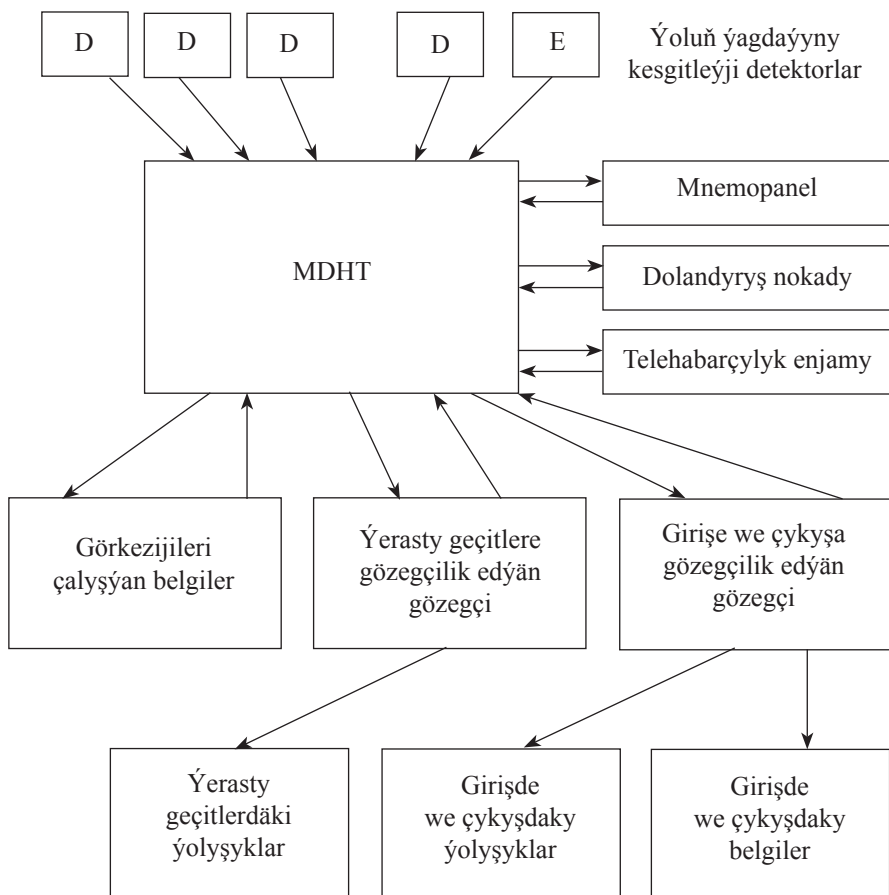 D
D
D
D
E
Ýoluň ýagdaýyny
kesgitleýji detektorlar
MDHT
Mnemopanel
Dolandyryş nokady
Telehabarçylyk enjamy
Görkezijileri
çalyşýan belgiler
Ýerasty geçitlere
gözegçilik edýän
gözegçi
Girişe we çykyşa
gözegçilik edýän
gözegçi
Ýerasty
geçitlerdäki
ýolyşyklar
Girişde
we çykyşdaky
ýolyşyklar
Girişde
we çykyşdaky
belgiler